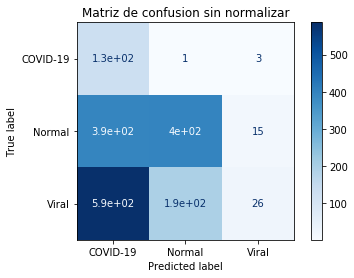 Matriz de confusion sin normalizar
COVID-19 1.3e+02 1 3
Normal 3.9e+02 4e+02 15
Viral 5.9e+02 1.9e+02 26
COVID-19 Normal Viral
Predicted label
True label
500
400
300
200
100